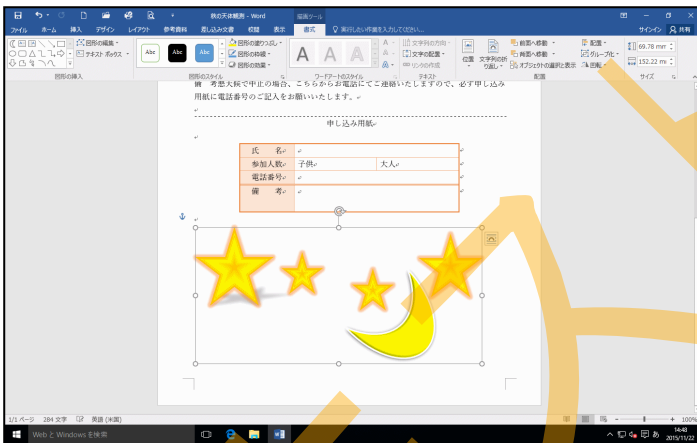 秋の天体観測 - Word
描画ツール
ファイル ホーム 挿入 デザイン レイアウト 参考資料 差し込み文書 校閲 表示 書式 実行したい作業を入力してください... サインイン 共有
図形の編集
テキスト ボックス
図形の挿入
Abc Abc Abc
図形の塗りつぶし
図形の枠線
図形の効果
図形のスタイル
A A A
ワードアートのスタイル
文字列の方向
文字の配置
リンクの作成
テキスト
位置 文字列の折り返し
前面へ移動
背面へ移動
オブジェクトの選択と表示
配置
グループ化
回転
配置
69.78 mm
152.22 mm
サイズ
備 考悪天候で中止の場合、こちらからお電話にてご連絡いたしますので、必ず申し込み
用紙に電話番号のご記入をお願いいたします。
申し込み用紙
氏 名
参加人数 子供 大人
電話番号
備 考
1/1 ページ 284 文字 英語 (米国) 100%
Web と Windows を検索
あ
14:48
2015/11/22